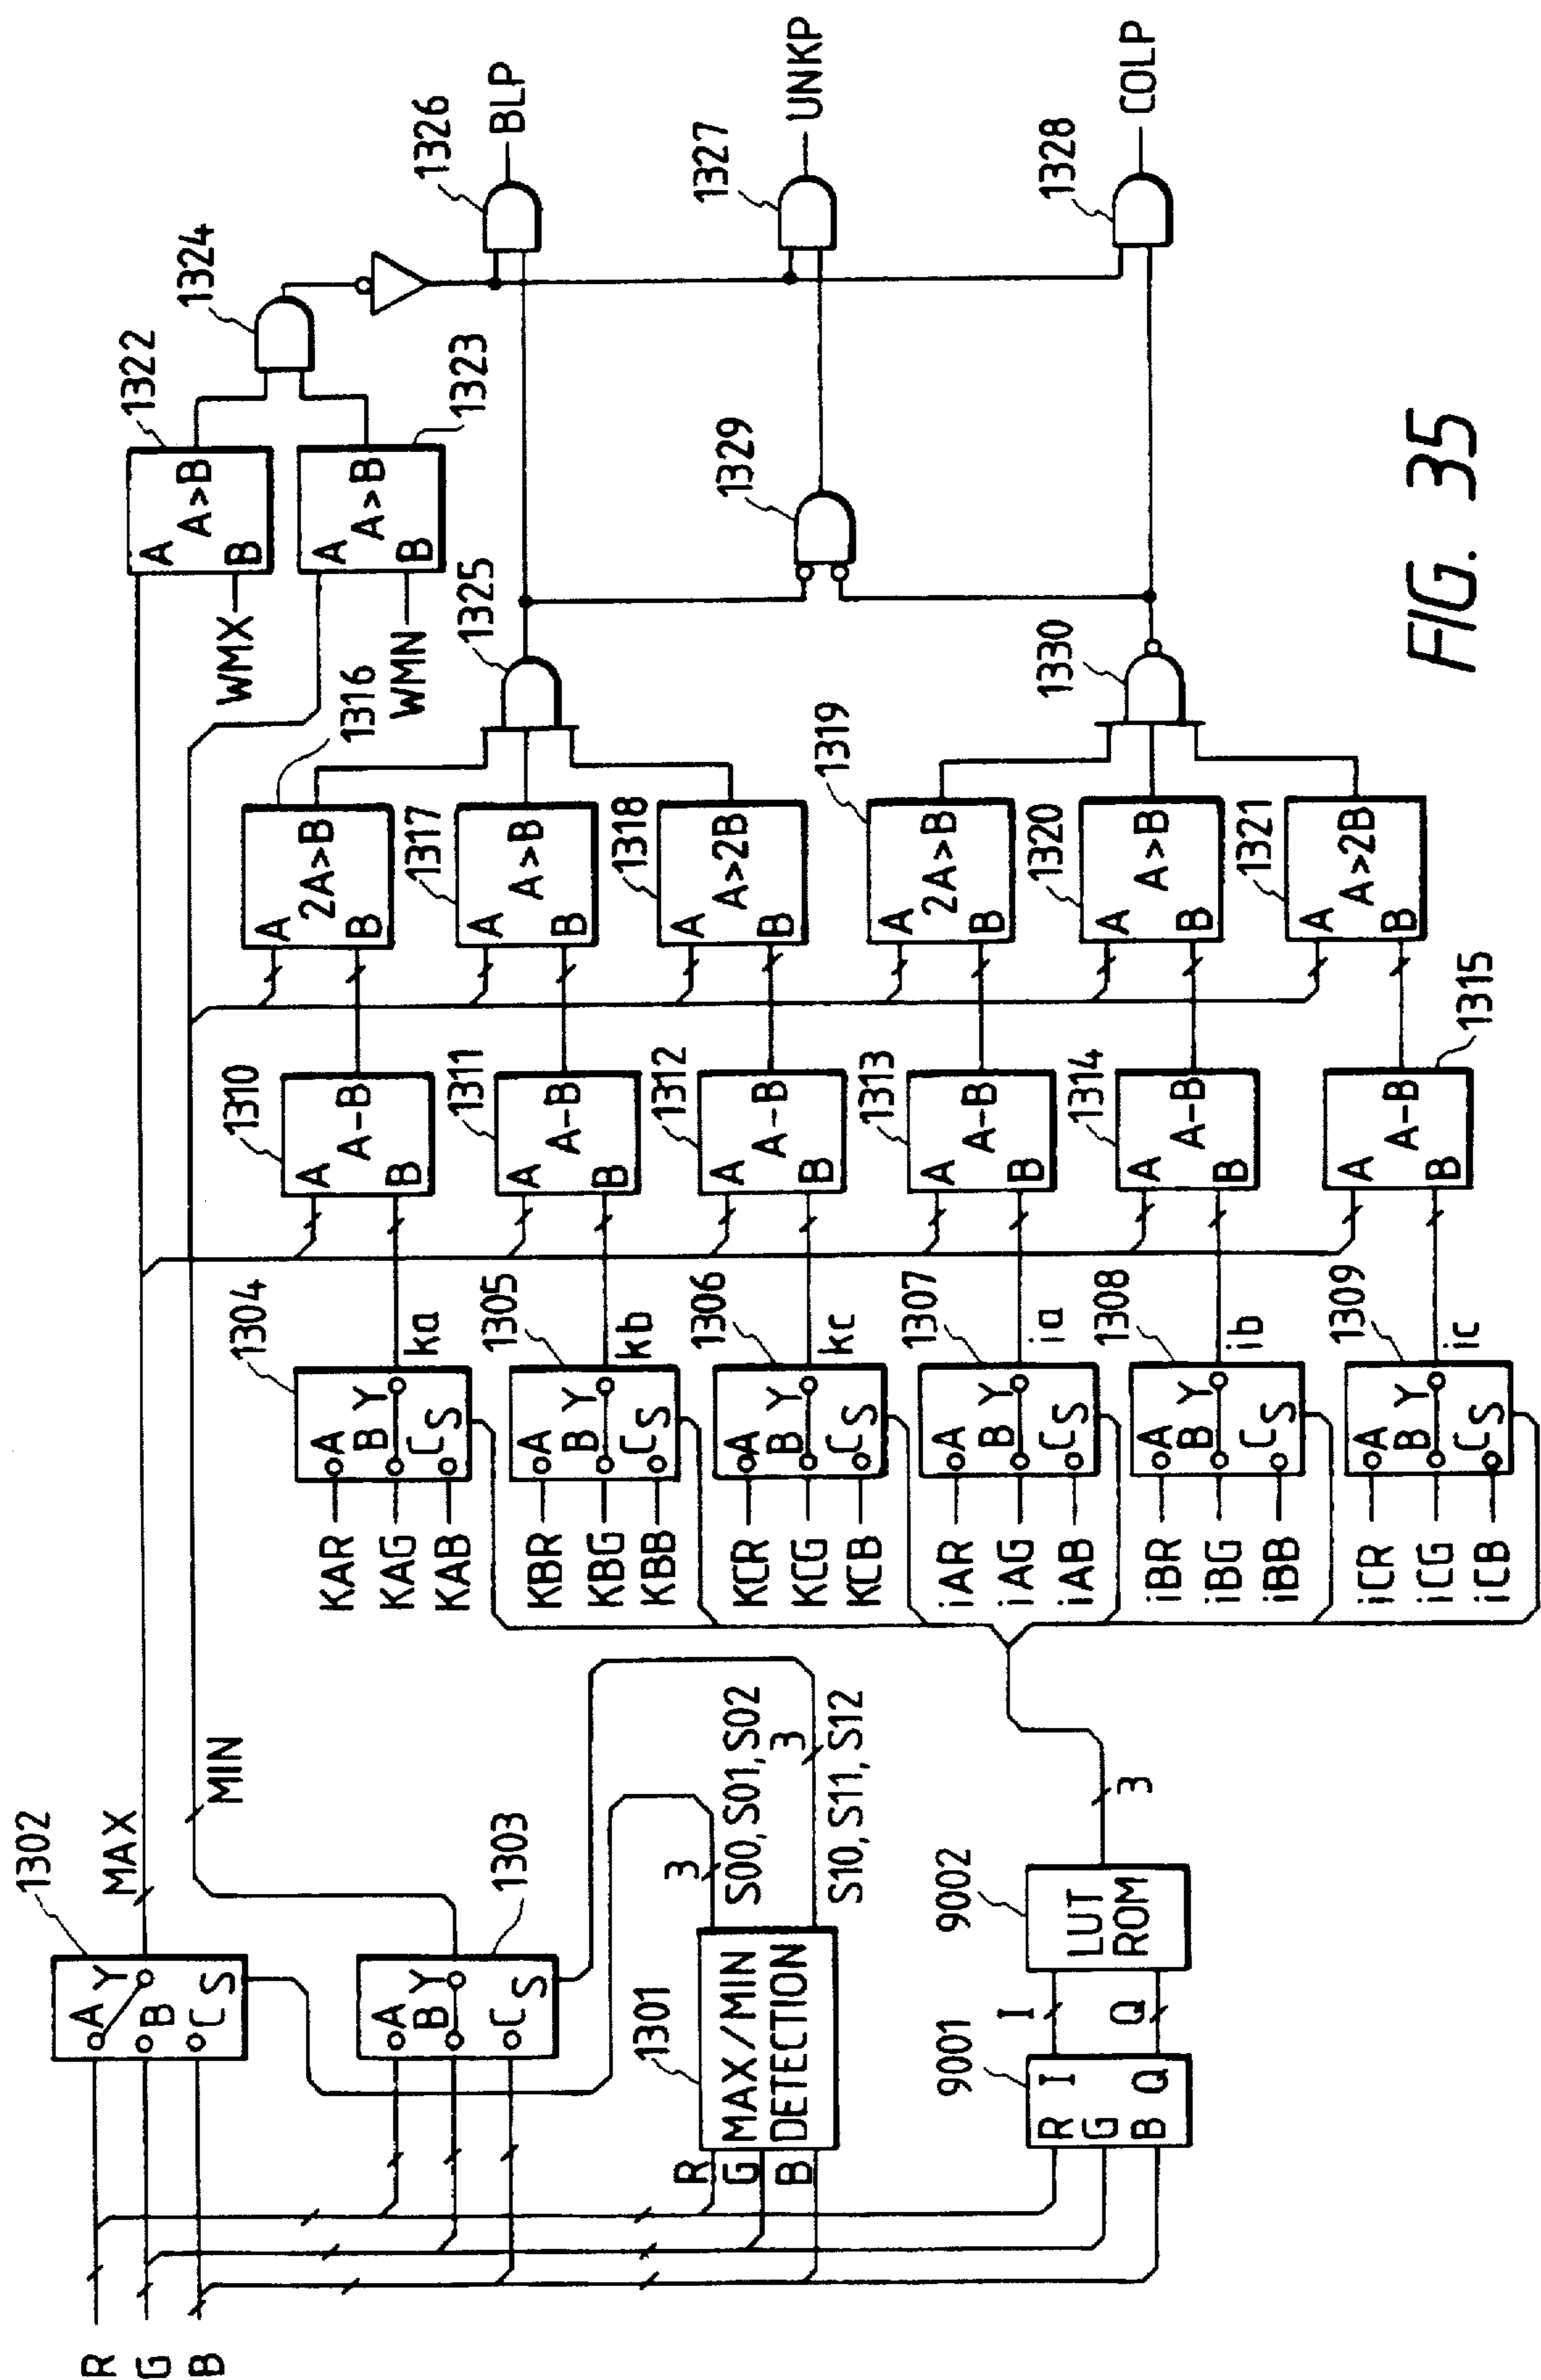 R
G
B
1302
A
B
C
Y
S
MAX
1303
A
B
C
Y
S
MIN
1301
R
G
B
MAX/MIN
DETECTION
3
S00, S01, S02
3
S10, S11, S12
9001
R
G
B
I
Q
I
Q
9002
LUT
ROM
3
KAR
KAG
KAB
1304
A
B
C
Y
S
ka
KBR
KBG
KBB
1305
A
B
C
Y
S
kb
KCR
KCG
KCB
1306
A
B
C
Y
S
kc
iAR
iAG
iAB
1307
A
B
C
Y
S
ia
iBR
iBG
iBB
1308
A
B
C
Y
S
ib
iCR
iCG
iCB
1309
A
B
C
Y
S
ic
1310
A
A-B
B
1311
A
A-B
B
1312
A
A-B
B
1313
A
A-B
B
1314
A
A-B
B
1315
A
A-B
B
1316
A
2A>B
B
1317
A
A>B
B
1318
A
A>2B
B
1319
A
2A>B
B
1320
A
A>B
B
1321
A
A>2B
B
WMX
1322
A
A>B
B
WMN
1323
A
A>B
B
1324
1325
1330
1329
1326
BLP
1327
UNKP
1328
COLP
FIG. 35